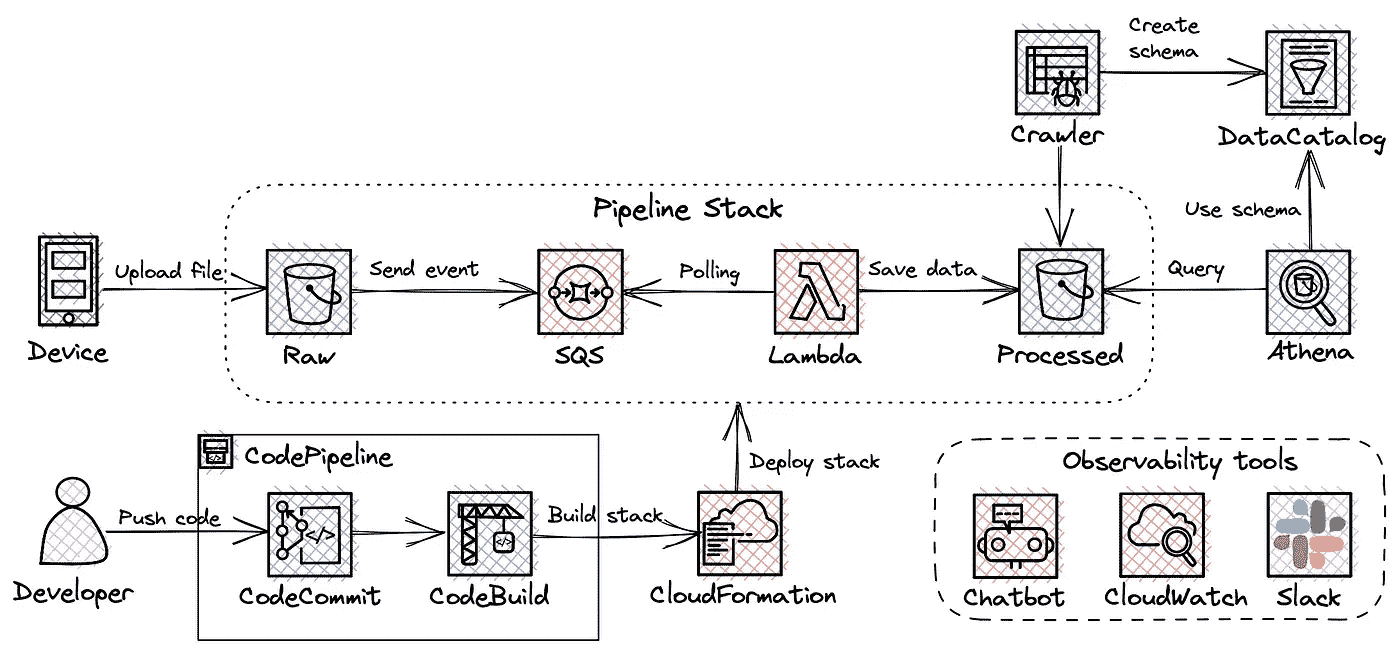 Create
schema
Crawler
DataCatalog
Pipeline Stack
Use schema
Upload file
Send event
Polling
Save data
Query
Device
Raw
SQS
Lambda
Processed
Athena
CodePipeline
Deploy stack
Observability tools
Push code
</>
Build stack
</>
Developer
CodeCommit
CodeBuild
CloudFormation
Chatbot
CloudWatch
Slack